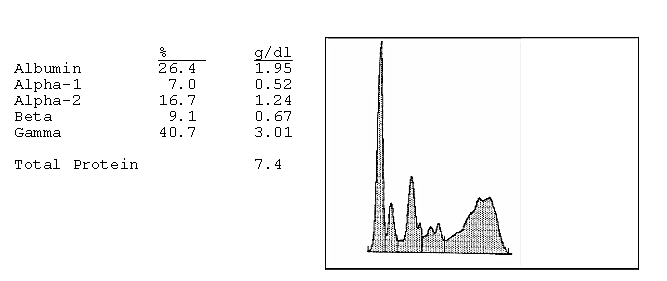 % g/dl
Albumin 26.4 1.95
Alpha-1 7.0 0.52
Alpha-2 16.7 1.24
Beta 9.1 0.67
Gamma 40.7 3.01
Total Protein 7.4